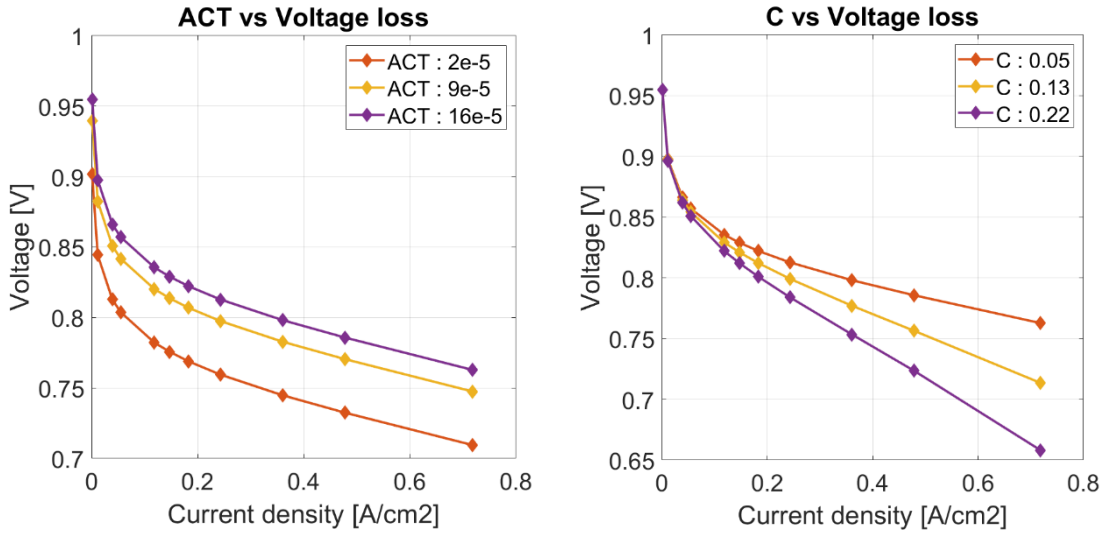 ACT vs Voltage loss
1
0.95
0.9
0.85
0.8
0.75
0.7
Voltage [V]
ACT : 2e-5
ACT : 9e-5
ACT : 16e-5
0
0.2
0.4
0.6
0.8
Current density [A/cm2]
C vs Voltage loss
1
0.95
0.9
0.85
0.8
0.75
0.7
0.65
Voltage [V]
C : 0.05
C : 0.13
C : 0.22
0
0.2
0.4
0.6
0.8
Current density [A/cm2]